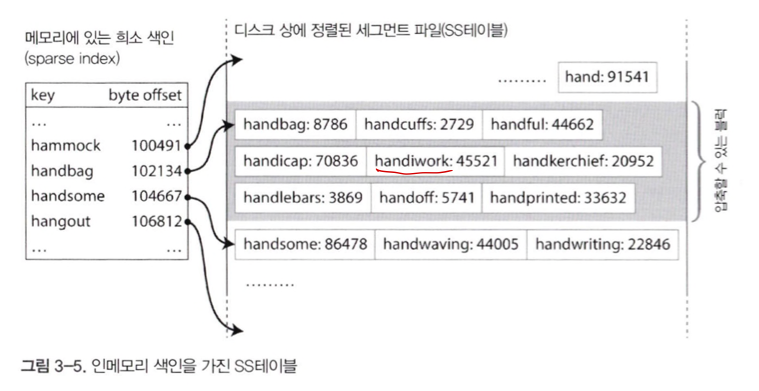 메모리에 있는 희소 색인
(sparse index)
key byte offset
... ...
hammock 100491
handbag 102134
handsome 104667
hangout 106812
... ...
디스크 상에 정렬된 세그먼트 파일(SS테이블)
......... hand: 91541
handbag: 8786 handcuffs: 2729 handful: 44662
handicap: 70836 handiwork: 45521 handkerchief: 20952
handlebars: 3869 handoff: 5741 handprinted: 33632
handsome: 86478 handwaving: 44005 handwriting: 22846
.........
압축할 수 있는 블럭
그림 3-5. 인메모리 색인을 가진 SS테이블